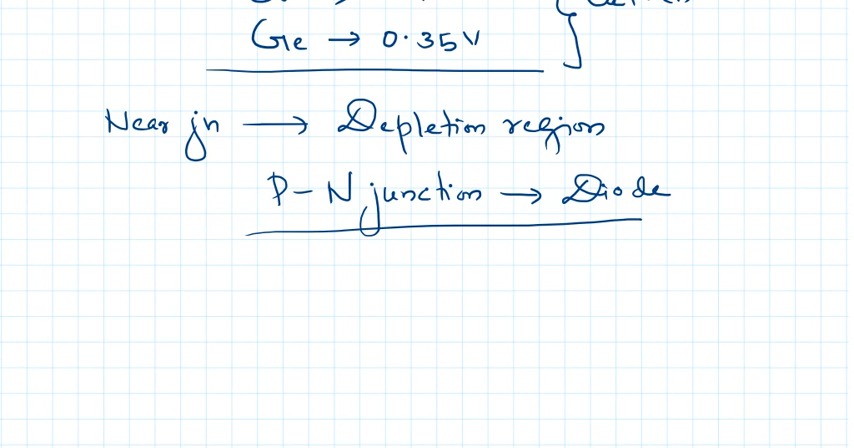 Ge → 0.35V
Near jn → Depletion region
P-N junction → Diode